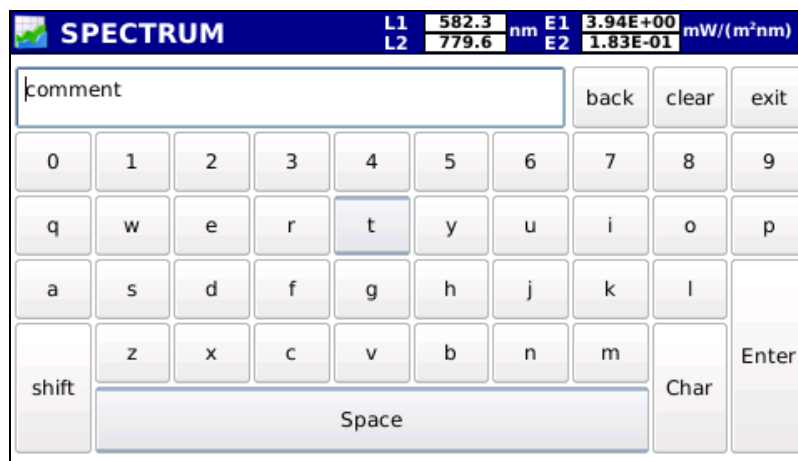 SPECTRUM L1 582.3 nm E1 3.94E+00 mW/(m²nm)
L2 779.6 E2 1.83E-01
comment back clear exit
0 1 2 3 4 5 6 7 8 9
q w e r t y u i o p
a s d f g h j k l
z x c v b n m Enter
shift Char
Space